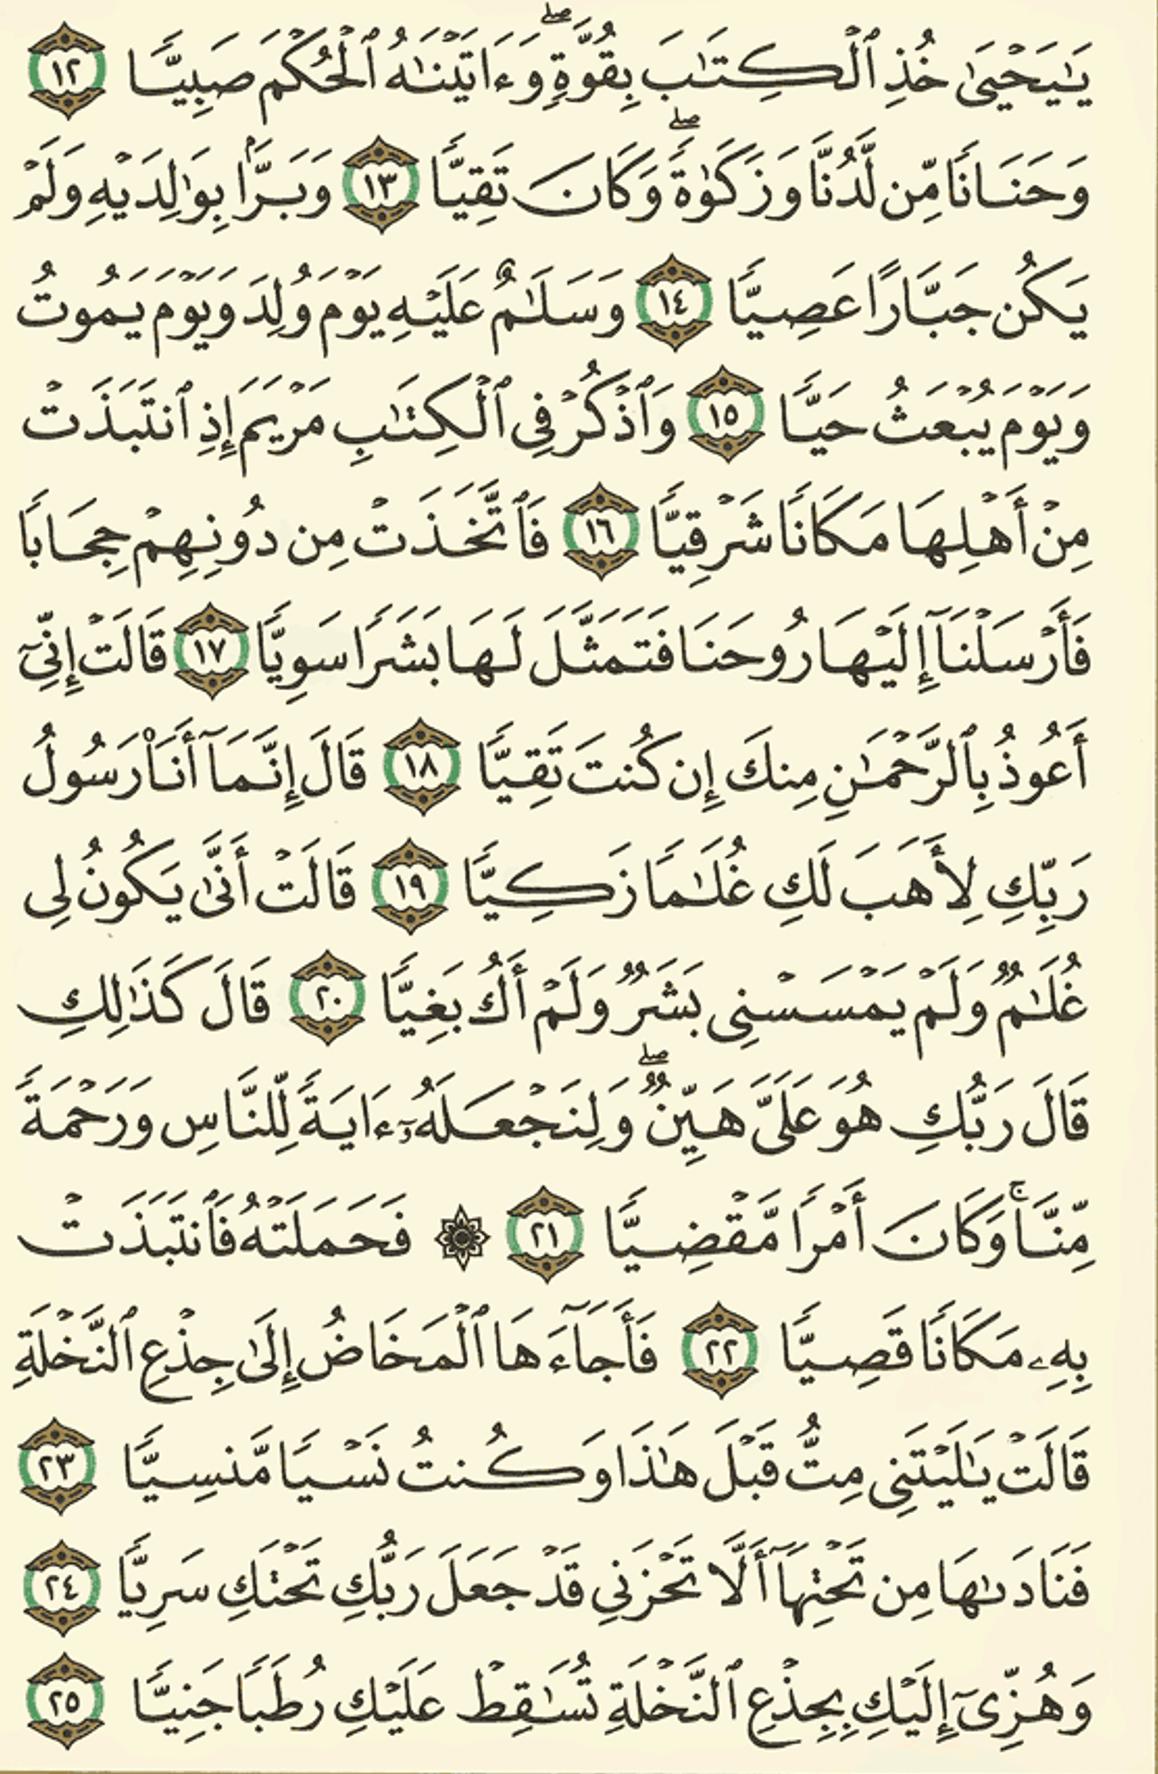 يَـٰيَحْيَىٰ خُذِ ٱلْكِتَـٰبَ بِقُوَّةٍۖ وَءَاتَيْنَـٰهُ ٱلْحُكْمَ صَبِيًّا ١٢
وَحَنَانًا مِّن لَّدُنَّا وَزَكَوٰةًۖ وَكَانَ تَقِيًّا ١٣ وَبَرًّۢا بِوَٰلِدَيْهِ وَلَمْ
يَكُن جَبَّارًا عَصِيًّا ١٤ وَسَلَـٰمٌ عَلَيْهِ يَوْمَ وُلِدَ وَيَوْمَ يَمُوتُ
وَيَوْمَ يُبْعَثُ حَيًّا ١٥ وَٱذْكُرْ فِى ٱلْكِتَـٰبِ مَرْيَمَ إِذِ ٱنتَبَذَتْ
مِنْ أَهْلِهَا مَكَانًا شَرْقِيًّا ١٦ فَٱتَّخَذَتْ مِن دُونِهِمْ حِجَابًا
فَأَرْسَلْنَآ إِلَيْهَا رُوحَنَا فَتَمَثَّلَ لَهَا بَشَرًا سَوِيًّا ١٧ قَالَتْ إِنِّىٓ
أَعُوذُ بِٱلرَّحْمَـٰنِ مِنكَ إِن كُنتَ تَقِيًّا ١٨ قَالَ إِنَّمَآ أَنَا۠ رَسُولُ
رَبِّكِ لِأَهَبَ لَكِ غُلَـٰمًا زَكِيًّا ١٩ قَالَتْ أَنَّىٰ يَكُونُ لِى
غُلَـٰمٌ وَلَمْ يَمْسَسْنِى بَشَرٌ وَلَمْ أَكُ بَغِيًّا ٢٠ قَالَ كَذَٰلِكِ
قَالَ رَبُّكِ هُوَ عَلَىَّ هَيِّنٌۖ وَلِنَجْعَلَهُۥٓ ءَايَةً لِّلنَّاسِ وَرَحْمَةً
مِّنَّاۚ وَكَانَ أَمْرًا مَّقْضِيًّا ٢١ ۞ فَحَمَلَتْهُ فَٱنتَبَذَتْ
بِهِۦ مَكَانًا قَصِيًّا ٢٢ فَأَجَآءَهَا ٱلْمَخَاضُ إِلَىٰ جِذْعِ ٱلنَّخْلَةِ
قَالَتْ يَـٰلَيْتَنِى مِتُّ قَبْلَ هَـٰذَا وَكُنتُ نَسْيًا مَّنسِيًّا ٢٣
فَنَادَىٰهَا مِن تَحْتِهَآ أَلَّا تَحْزَنِى قَدْ جَعَلَ رَبُّكِ تَحْتَكِ سَرِيًّا ٢٤
وَهُزِّىٓ إِلَيْكِ بِجِذْعِ ٱلنَّخْلَةِ تُسَـٰقِطْ عَلَيْكِ رُطَبًا جَنِيًّا ٢٥